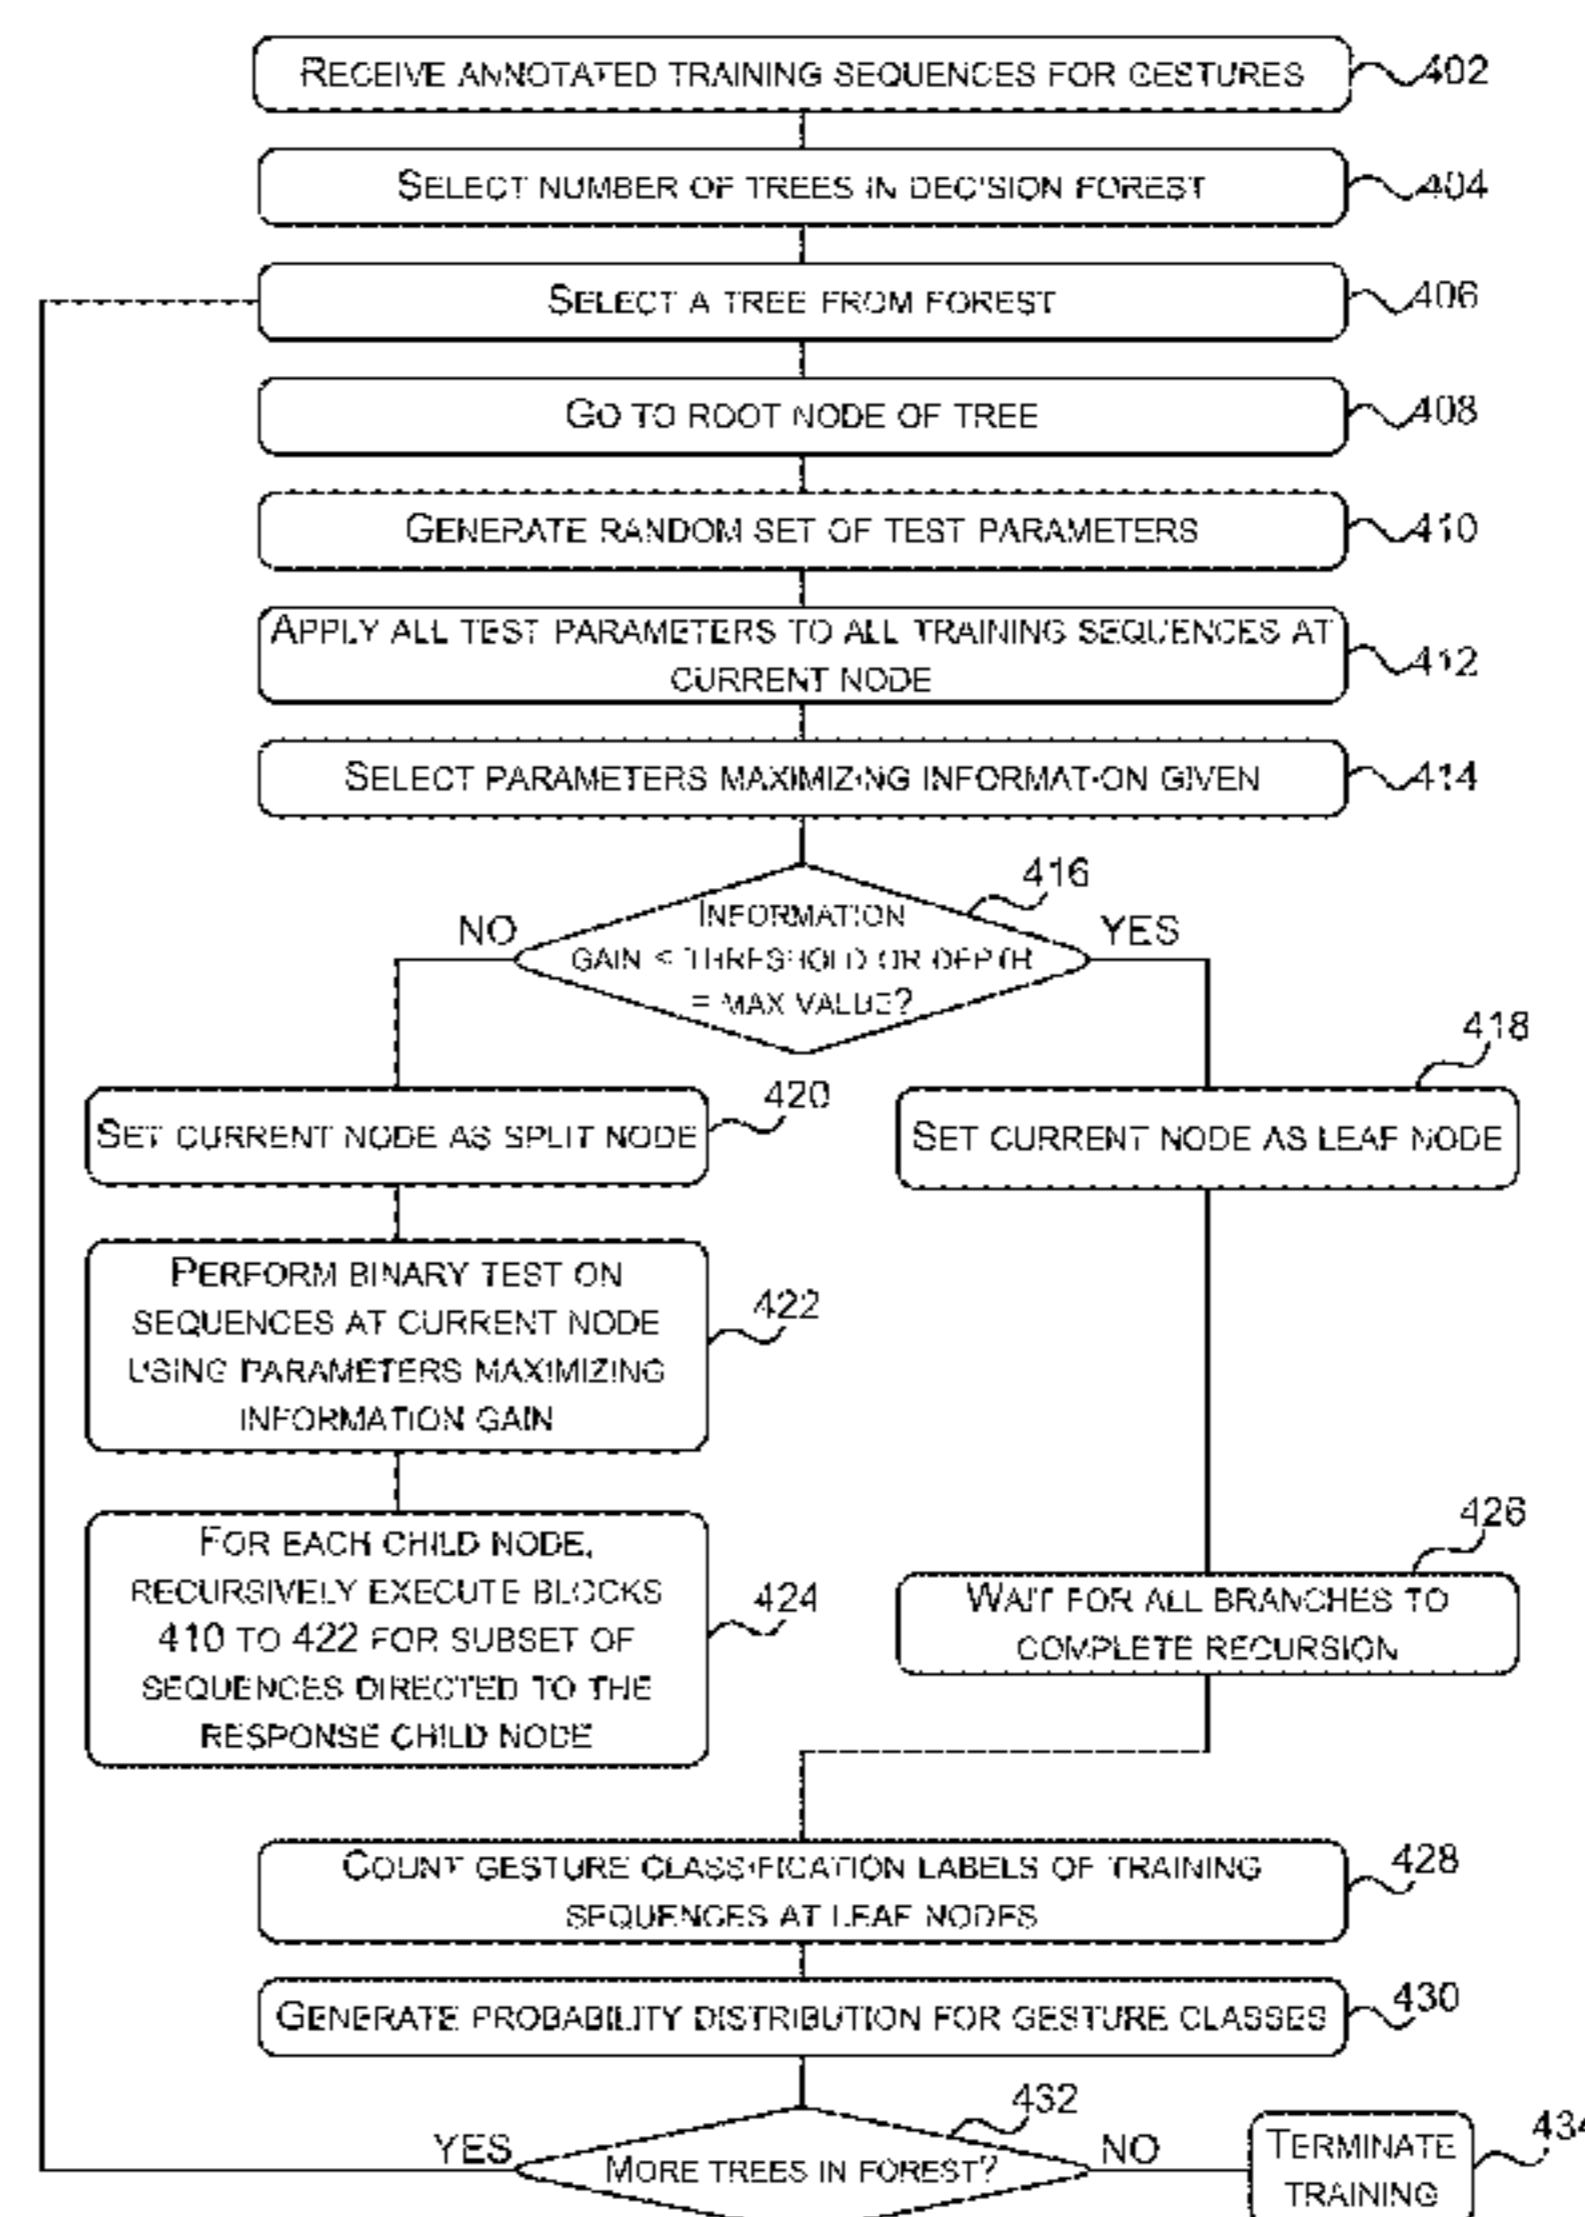 RECEIVE ANNOTATED TRAINING SEQUENCES FOR GESTURES
402
SELECT NUMBER OF TREES IN DECISION FOREST
404
SELECT A TREE FROM FOREST
406
GO TO ROOT NODE OF TREE
408
GENERATE RANDOM SET OF TEST PARAMETERS
410
APPLY ALL TEST PARAMETERS TO ALL TRAINING SEQUENCES AT
CURRENT NODE
412
SELECT PARAMETERS MAXIMIZING INFORMATION GIVEN
414
416
NO
INFORMATION
GAIN < THRESHOLD OR DEPTH
= MAX VALUE?
YES
418
420
SET CURRENT NODE AS SPLIT NODE
SET CURRENT NODE AS LEAF NODE
PERFORM BINARY TEST ON
SEQUENCES AT CURRENT NODE
USING PARAMETERS MAXIMIZING
INFORMATION GAIN
422
FOR EACH CHILD NODE,
RECURSIVELY EXECUTE BLOCKS
410 TO 422 FOR SUBSET OF
SEQUENCES DIRECTED TO THE
RESPONSE CHILD NODE
424
426
WAIT FOR ALL BRANCHES TO
COMPLETE RECURSION
COUNT GESTURE CLASSIFICATION LABELS OF TRAINING
SEQUENCES AT LEAF NODES
428
GENERATE PROBABILITY DISTRIBUTION FOR GESTURE CLASSES
430
432
YES
MORE TREES IN FOREST?
NO
TERMINATE
TRAINING
434